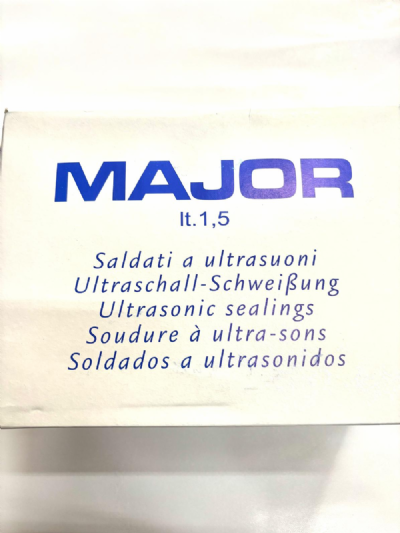 MAJOR
lt.1,5
Saldati a ultrasuoni
Ultraschall-Schweißung
Ultrasonic sealings
Soudure à ultra-sons
Soldados a ultrasonidos